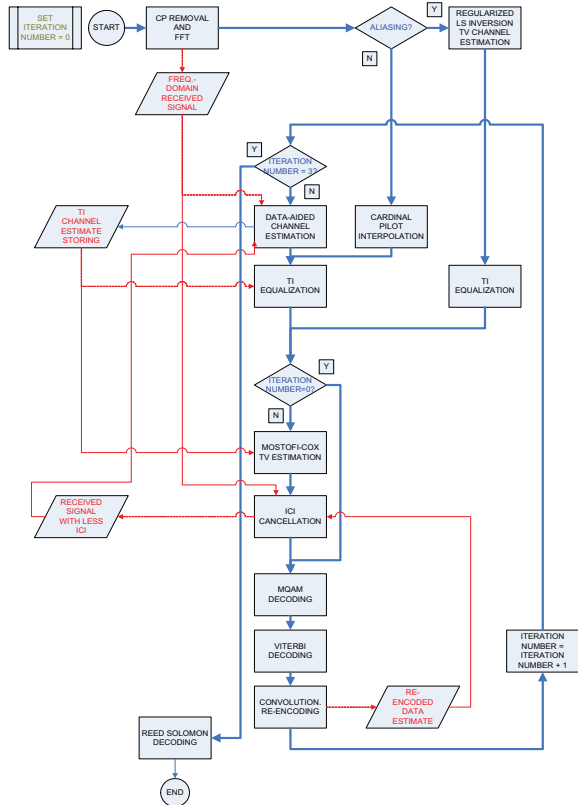 SET
ITERATION
NUMBER = 0
START
CP REMOVAL
AND
FFT
ALIASING?
Y
REGULARIZED
LS INVERSION
TV CHANNEL
ESTIMATION
N
FREQ.-
DOMAIN
RECEIVED
SIGNAL
Y
ITERATION
NUMBER = 3?
N
TI
CHANNEL
ESTIMATE
STORING
DATA-AIDED
CHANNEL
ESTIMATION
CARDINAL
PILOT
INTERPOLATION
TI
EQUALIZATION
TI
EQUALIZATION
Y
ITERATION
NUMBER=0?
N
MOSTOFI-COX
TV ESTIMATION
RECEIVED
SIGNAL
WITH LESS
ICI
ICI
CANCELLATION
MQAM
DECODING
VITERBI
DECODING
ITERATION
NUMBER =
ITERATION
NUMBER + 1
CONVOLUTION.
RE-ENCODING
RE-
ENCODED
DATA
ESTIMATE
REED SOLOMON
DECODING
END